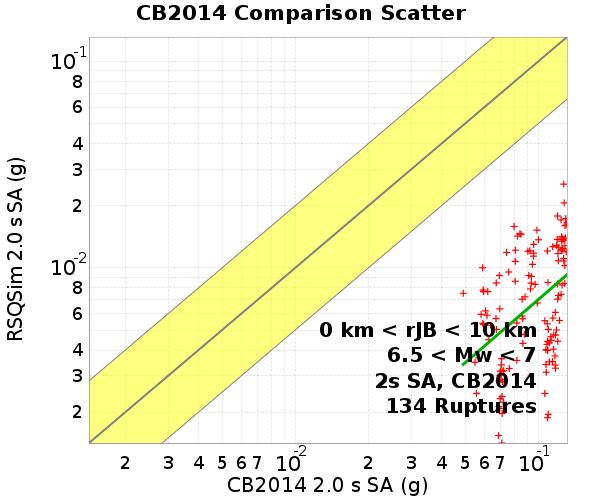 CB2014 Comparison Scatter
RSQSim 2.0 s SA (g)
10-1
8
6
4
3
2
10-2
8
6
4
3
2
0 km < rJB < 10 km
6.5 < Mw < 7
2s SA, CB2014
134 Ruptures
2 3 4 5 6 7 10-2 2 3 4 5 6 7 10-1
CB2014 2.0 s SA (g)